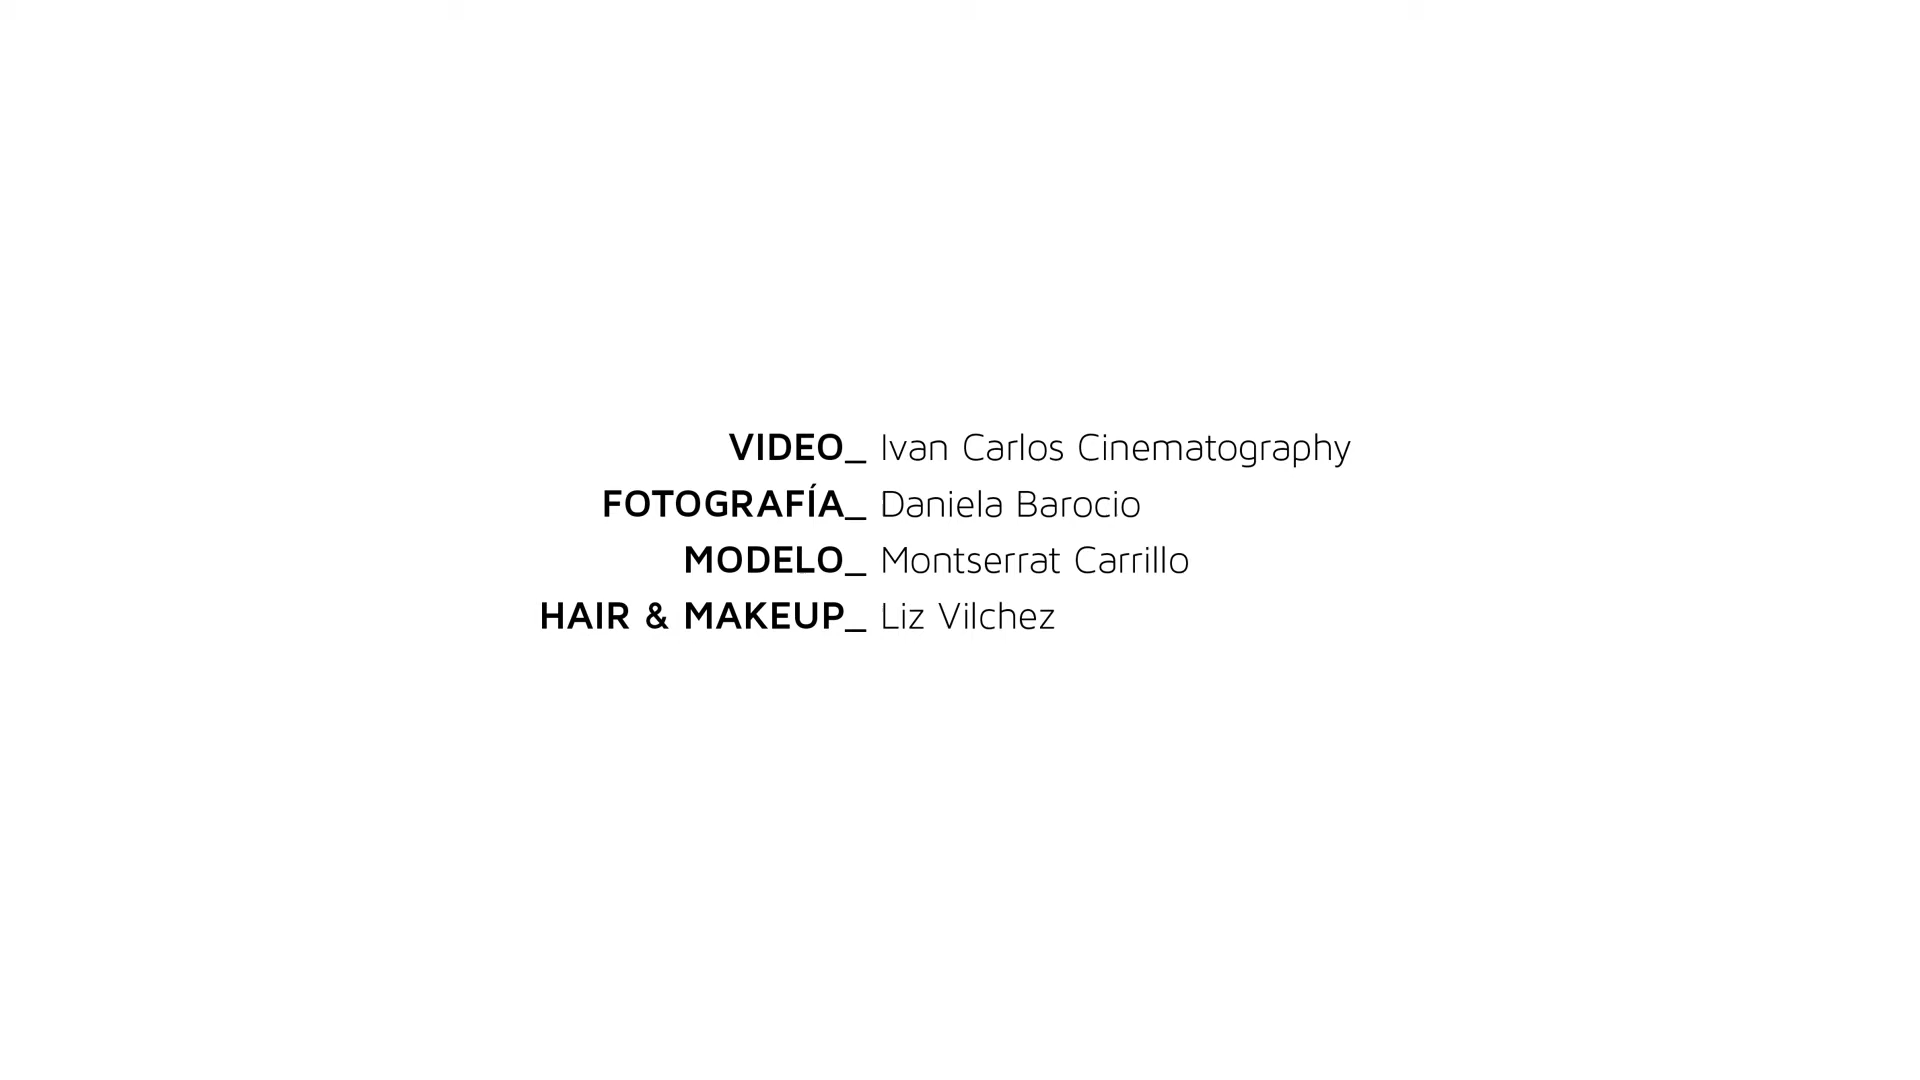 VIDEO_ Ivan Carlos Cinematography
FOTOGRAFÍA_ Daniela Barocio
MODELO_ Montserrat Carrillo
HAIR & MAKEUP_ Liz Vilchez